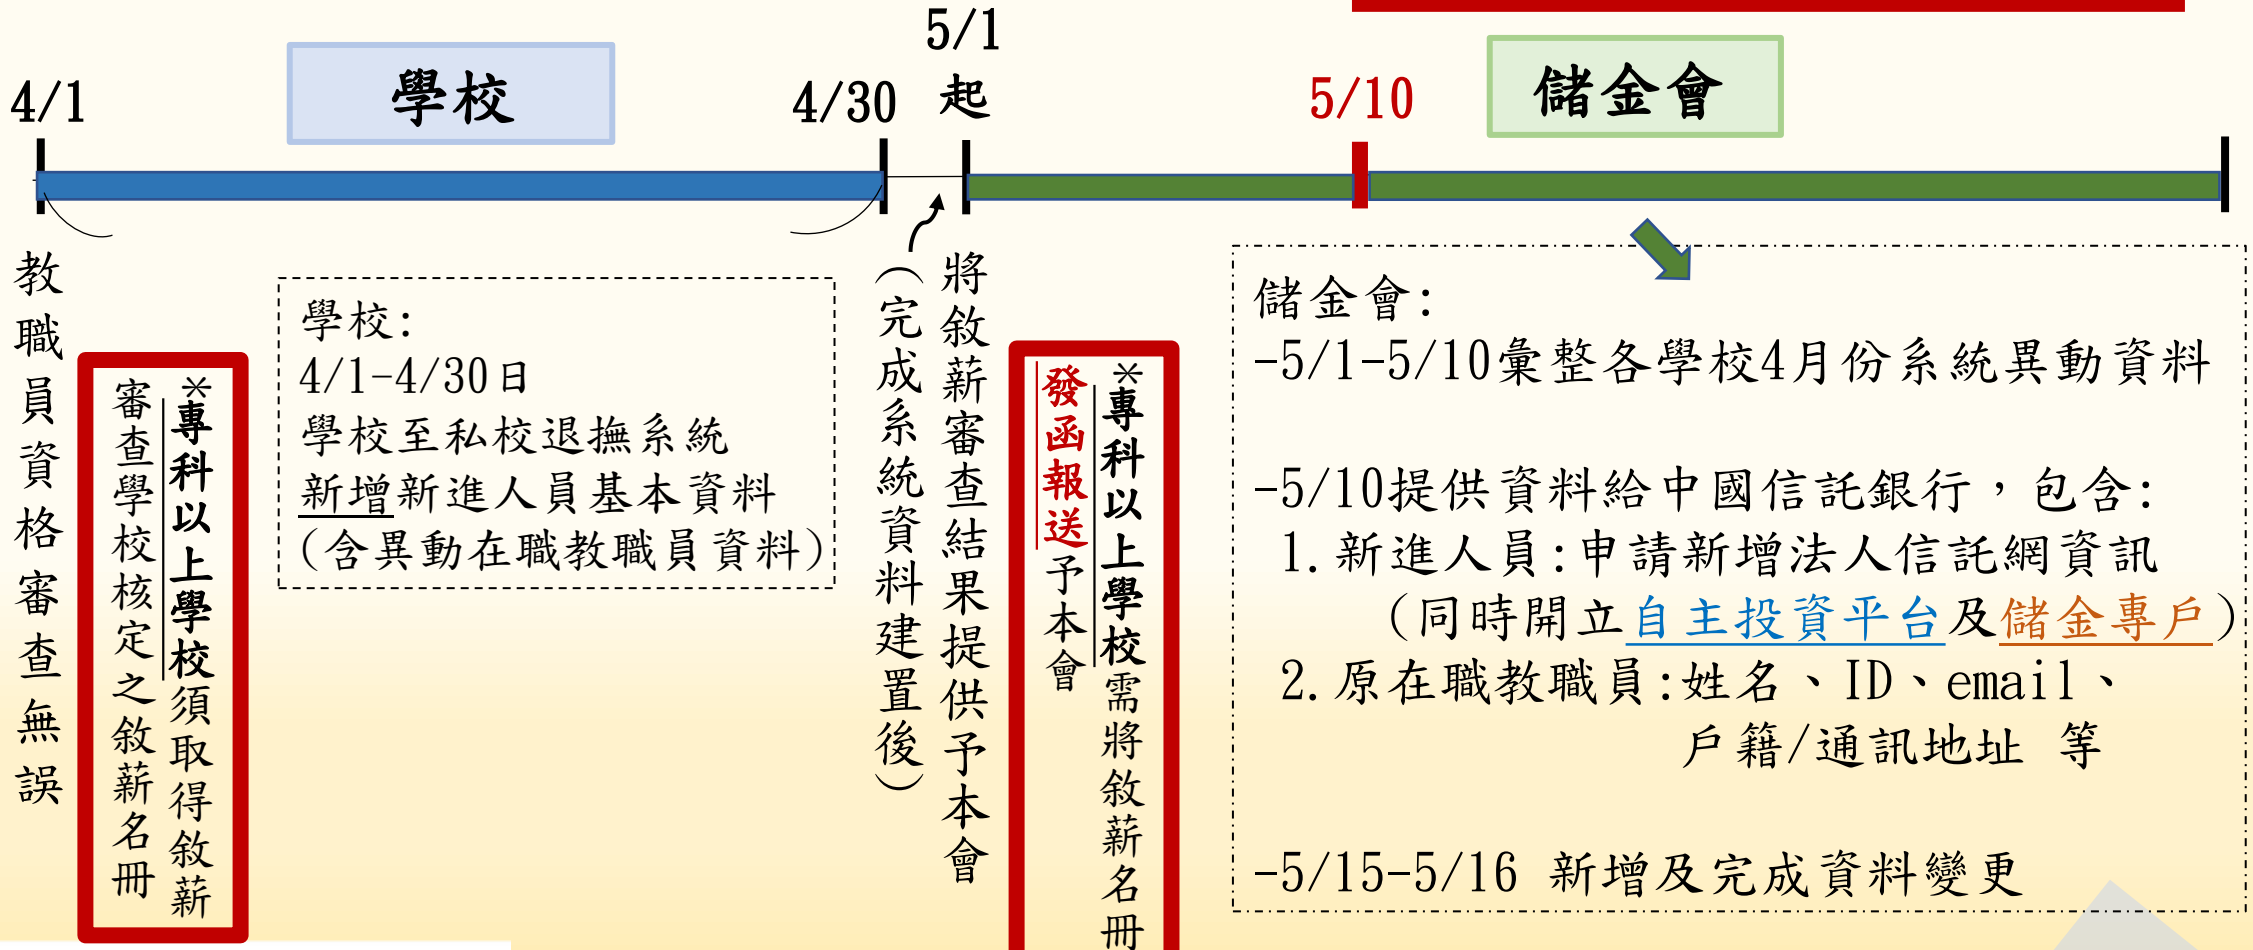 4/1
學校
4/30
5/1
起
5/10
儲金會
教職員資格審查無誤
※專科以上學校須取得敘薪
審查學校核定之敘薪名冊
學校:
4/1-4/30日
學校至私校退撫系統
新增新進人員基本資料
(含異動在職教職員資料)
將敘薪審查結果提供予本會
(完成系統資料建置後)
※專科以上學校需將敘薪名冊
發函報送予本會
儲金會:
-5/1-5/10彙整各學校4月份系統異動資料
-5/10提供資料給中國信託銀行，包含:
1.新進人員:申請新增法人信託網資訊
(同時開立自主投資平台及儲金專戶)
2.原在職教職員:姓名、ID、email、
戶籍/通訊地址 等
-5/15-5/16 新增及完成資料變更